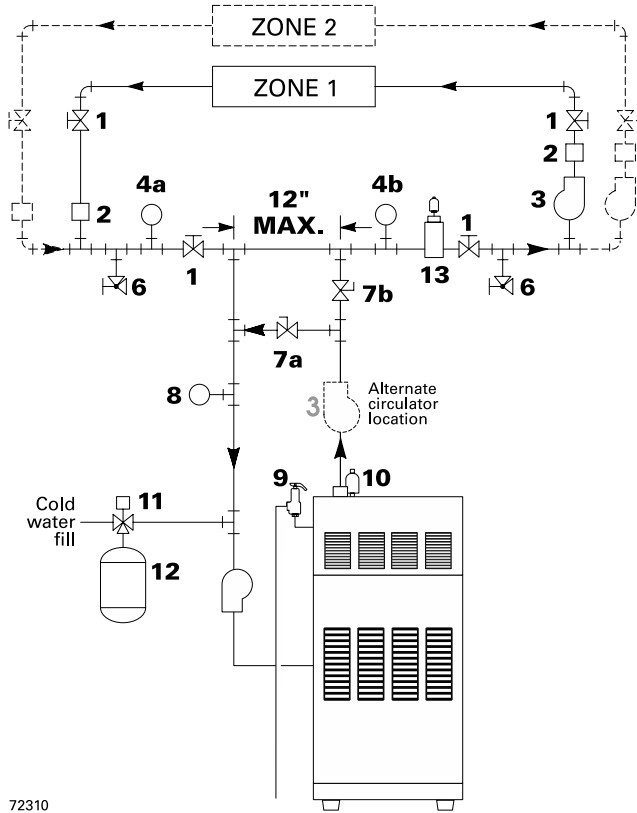 ZONE 2
ZONE 1
1
1
2
4a
12"
MAX.
4b
3
2
1
1
13
6
6
7b
7a
8
3
Alternate
circulator
location
9
10
11
Cold
water
fill
12
72310